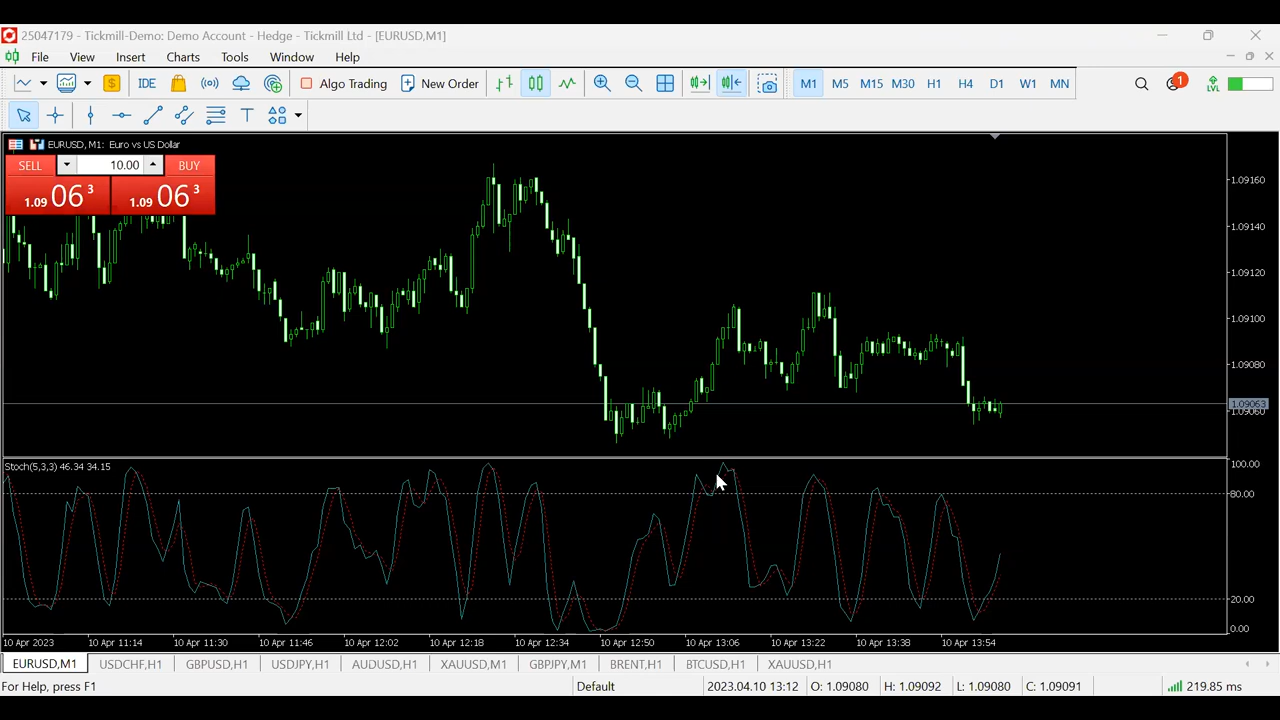 25047179 - Tickmill-Demo: Demo Account - Hedge - Tickmill Ltd - [EURUSD,M1]
File View Insert Charts Tools Window Help
IDE Algo Trading New Order M1 M5 M15 M30 H1 H4 D1 W1 MN 1 LVL
T
EURUSD, M1: Euro vs US Dollar
SELL 10.00 BUY
1.09 06 3 1.09 06 3
1.09160
1.09140
1.09120
1.09100
1.09080
1.09063
1.09060
Stoch(5,3,3) 46.34 34.15
100.00
80.00
20.00
0.00
10 Apr 2023 10 Apr 11:14 10 Apr 11:30 10 Apr 11:46 10 Apr 12:02 10 Apr 12:18 10 Apr 12:34 10 Apr 12:50 10 Apr 13:06 10 Apr 13:22 10 Apr 13:38 10 Apr 13:54
EURUSD,M1 USDCHF,H1 GBPUSD,H1 USDJPY,H1 AUDUSD,H1 XAUUSD,M1 GBPJPY,M1 BRENT,H1 BTCUSD,H1 XAUUSD,H1
For Help, press F1 Default 2023.04.10 13:12 O: 1.09080 H: 1.09092 L: 1.09080 C: 1.09091 219.85 ms